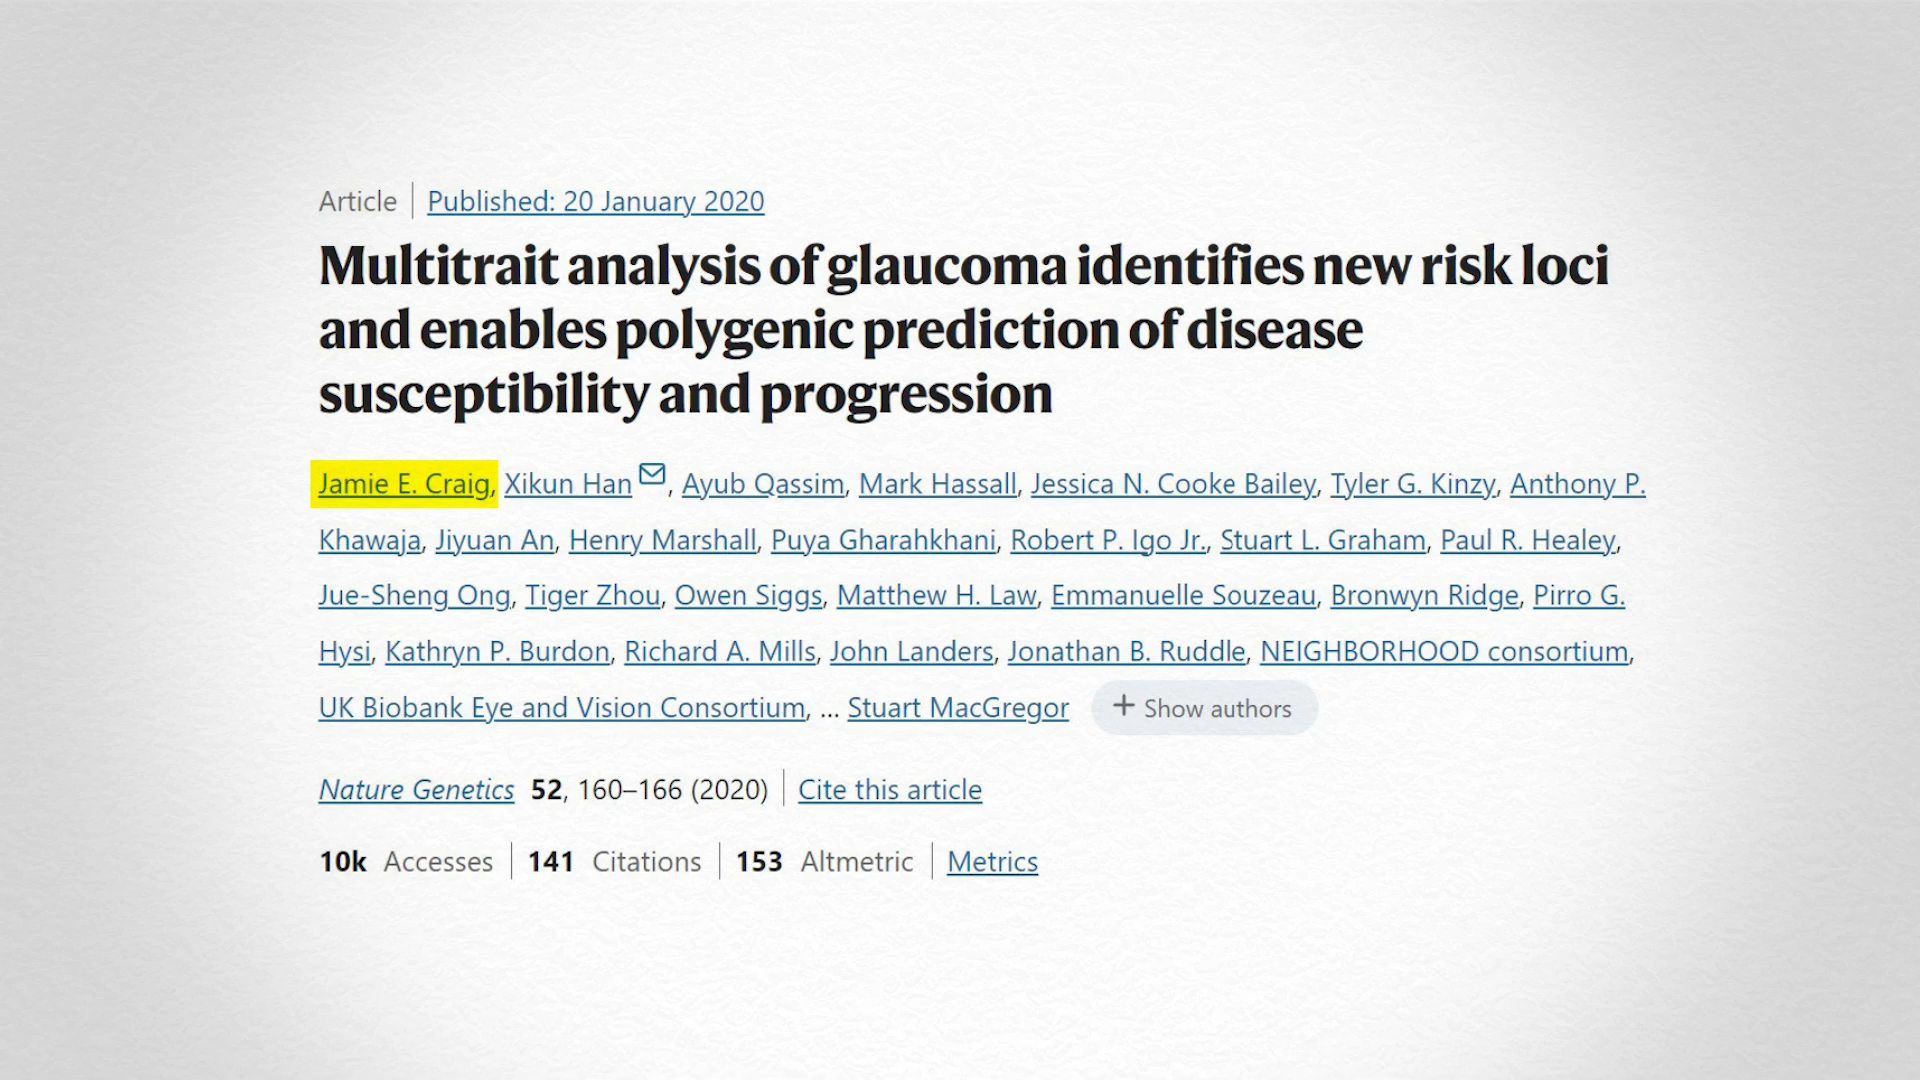 Article | Published: 20 January 2020
Multitrait analysis of glaucoma identifies new risk loci
and enables polygenic prediction of disease
susceptibility and progression
Jamie E. Craig, Xikun Han, Ayub Qassim, Mark Hassall, Jessica N. Cooke Bailey, Tyler G. Kinzy, Anthony P.
Khawaja, Jiyuan An, Henry Marshall, Puya Gharahkhani, Robert P. Igo Jr., Stuart L. Graham, Paul R. Healey,
Jue-Sheng Ong, Tiger Zhou, Owen Siggs, Matthew H. Law, Emmanuelle Souzeau, Bronwyn Ridge, Pirro G.
Hysi, Kathryn P. Burdon, Richard A. Mills, John Landers, Jonathan B. Ruddle, NEIGHBORHOOD consortium,
UK Biobank Eye and Vision Consortium, ... Stuart MacGregor + Show authors
Nature Genetics 52, 160–166 (2020) | Cite this article
10k Accesses | 141 Citations | 153 Altmetric | Metrics